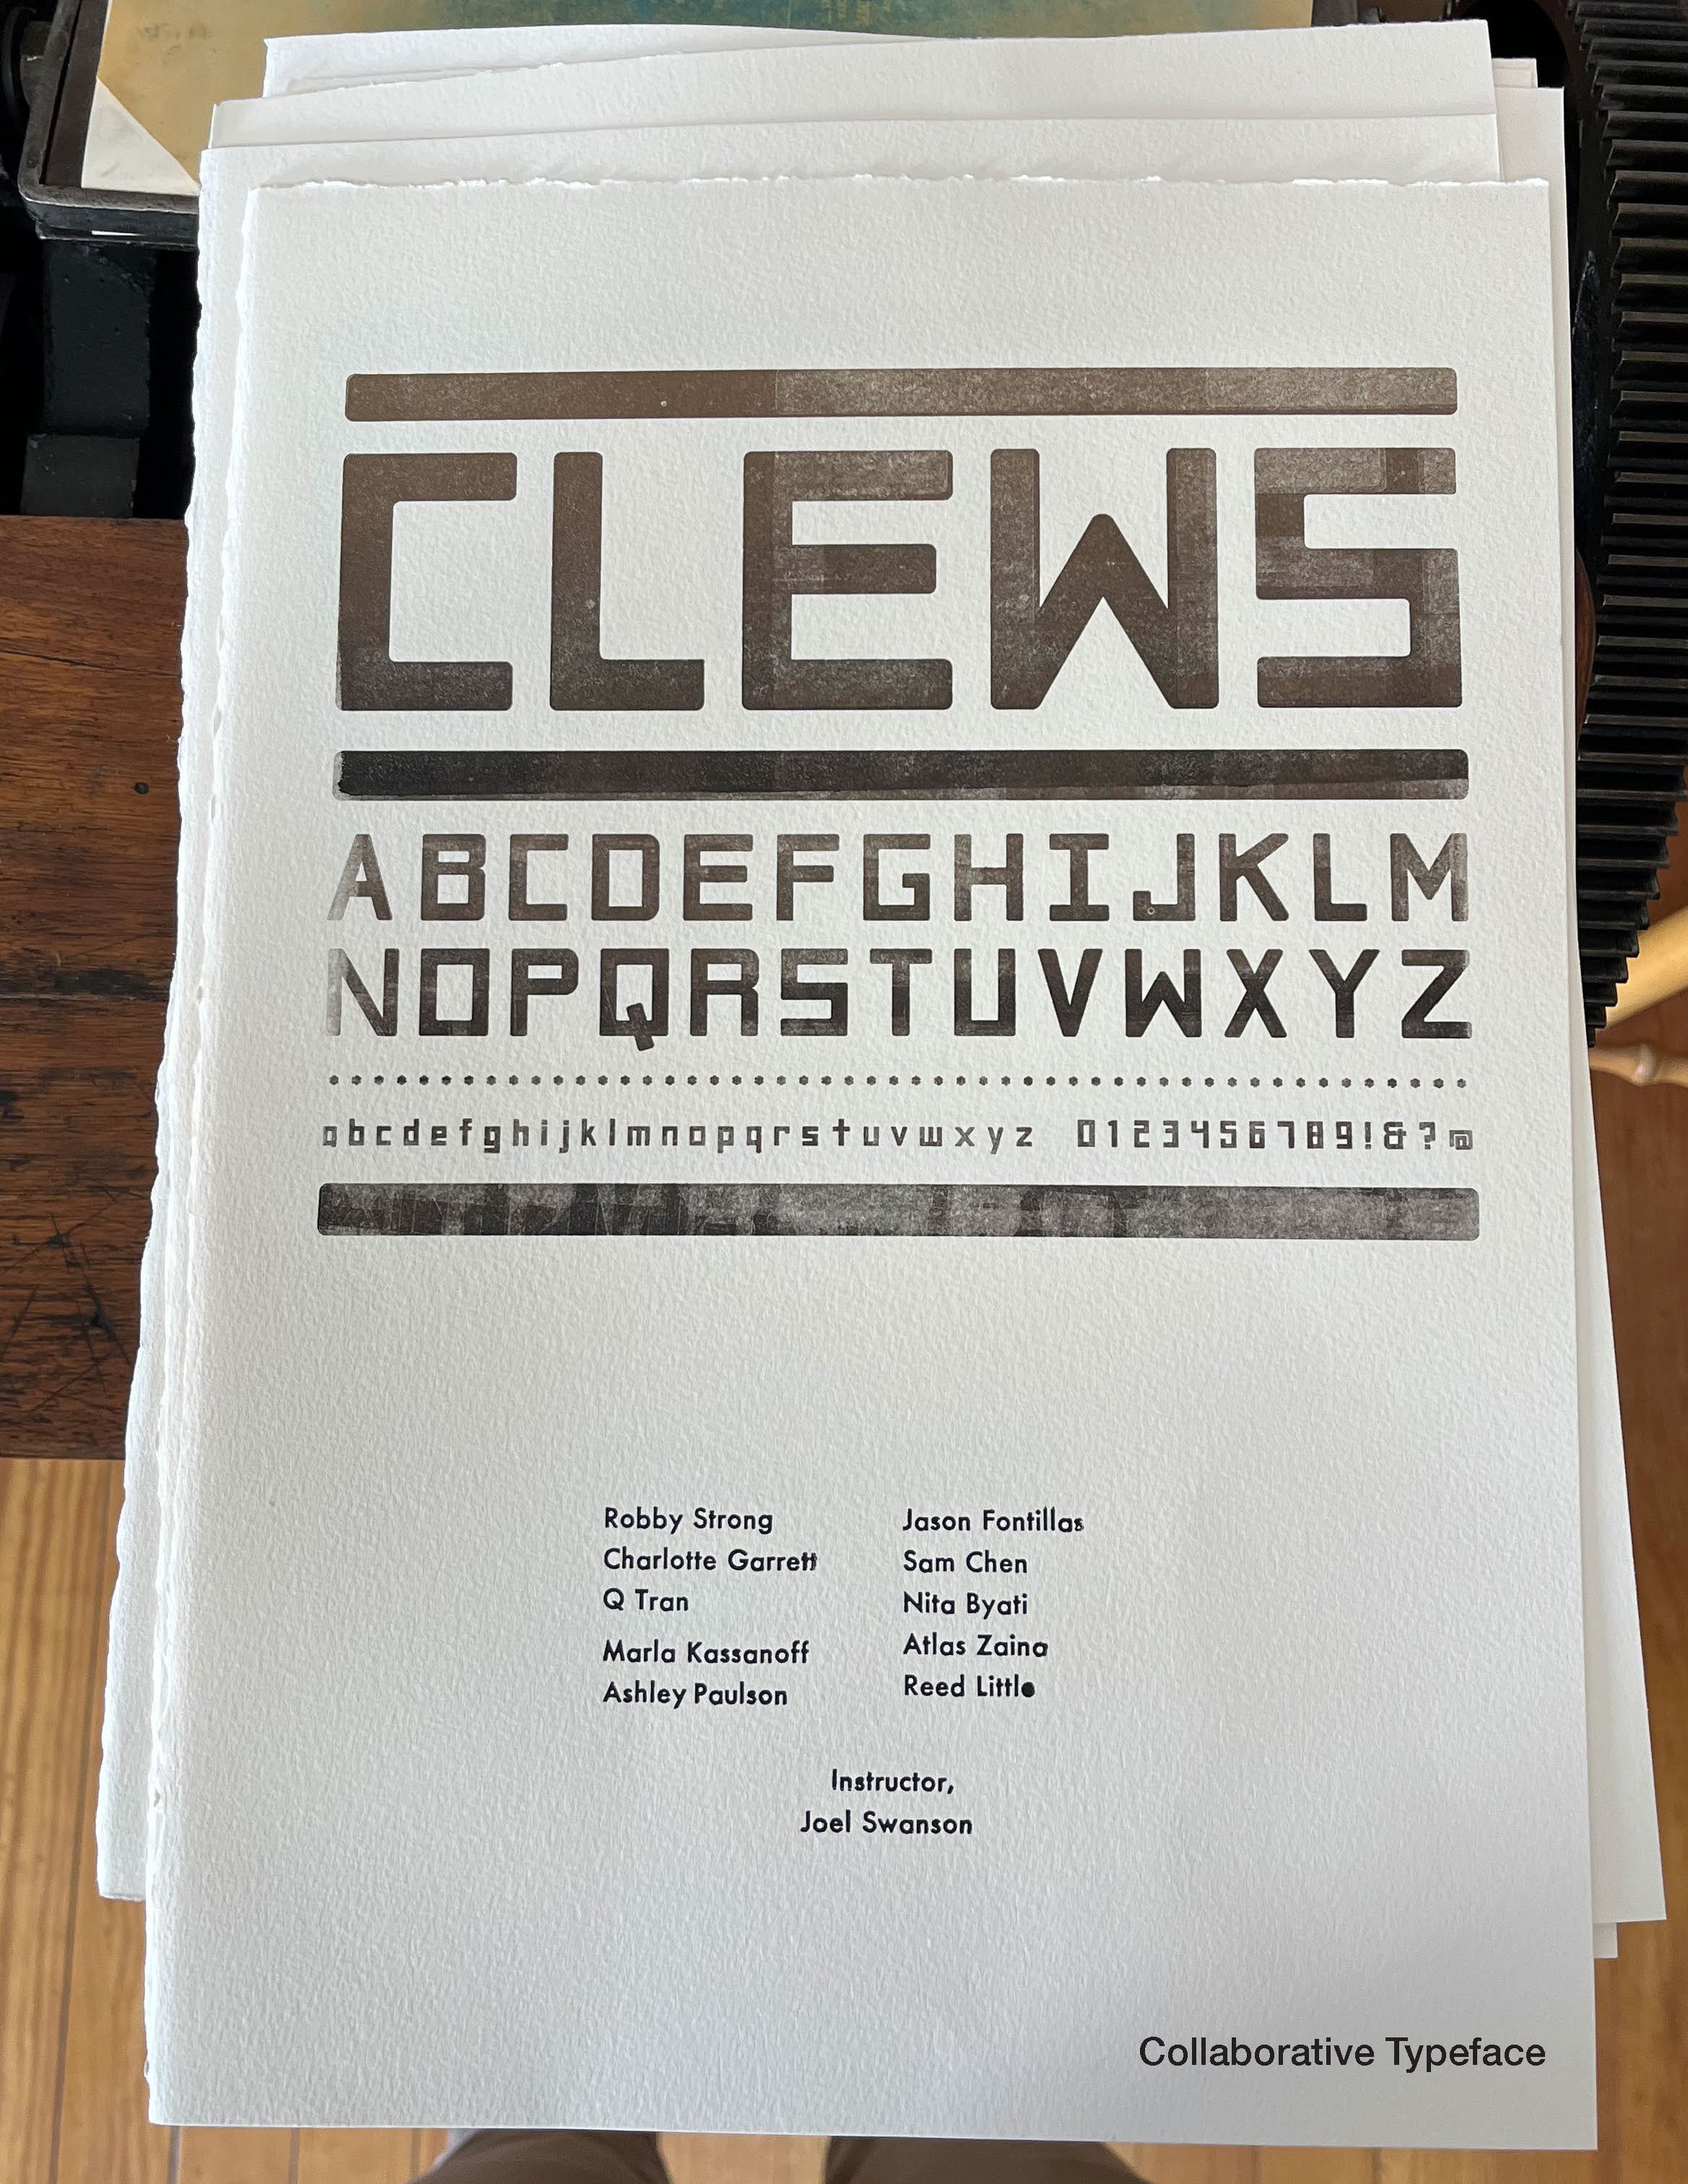 CLEWS
ABCDEFGHIJKLM
NOPQRSTUVWXYZ
abcdefghijklmnopqrstuvwxyz 0123456789!&?@
Robby Strong
Charlotte Garrett
Q Tran
Marla Kassanoff
Ashley Paulson
Jason Fontillas
Sam Chen
Nita Byati
Atlas Zaina
Reed Little
Instructor,
Joel Swanson
Collaborative Typeface